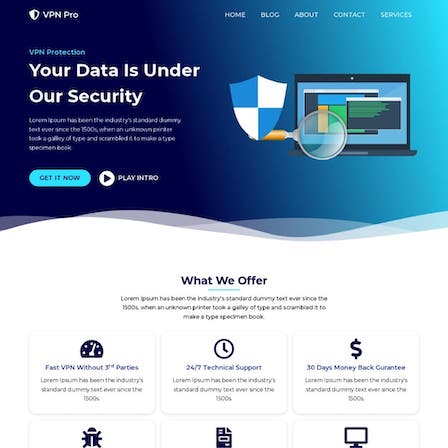 VPN Pro
HOME BLOG ABOUT CONTACT SERVICES
VPN Protection
Your Data Is Under
Our Security
Lorem Ipsum has been the industry's standard dummy
text ever since the 1500s, when an unknown printer
took a galley of type and scrambled it to make a type
specimen book.
GET IT NOW PLAY INTRO
What We Offer
Lorem Ipsum has been the industry's standard dummy text ever since the
1500s, when an unknown printer took a galley of type and scrambled it to
make a type specimen book.
Fast VPN Without 3rd Parties
Lorem Ipsum has been the industry's
standard dummy text ever since the
1500s.
24/7 Technical Support
Lorem Ipsum has been the industry's
standard dummy text ever since the
1500s.
30 Days Money Back Gurantee
Lorem Ipsum has been the industry's
standard dummy text ever since the
1500s.